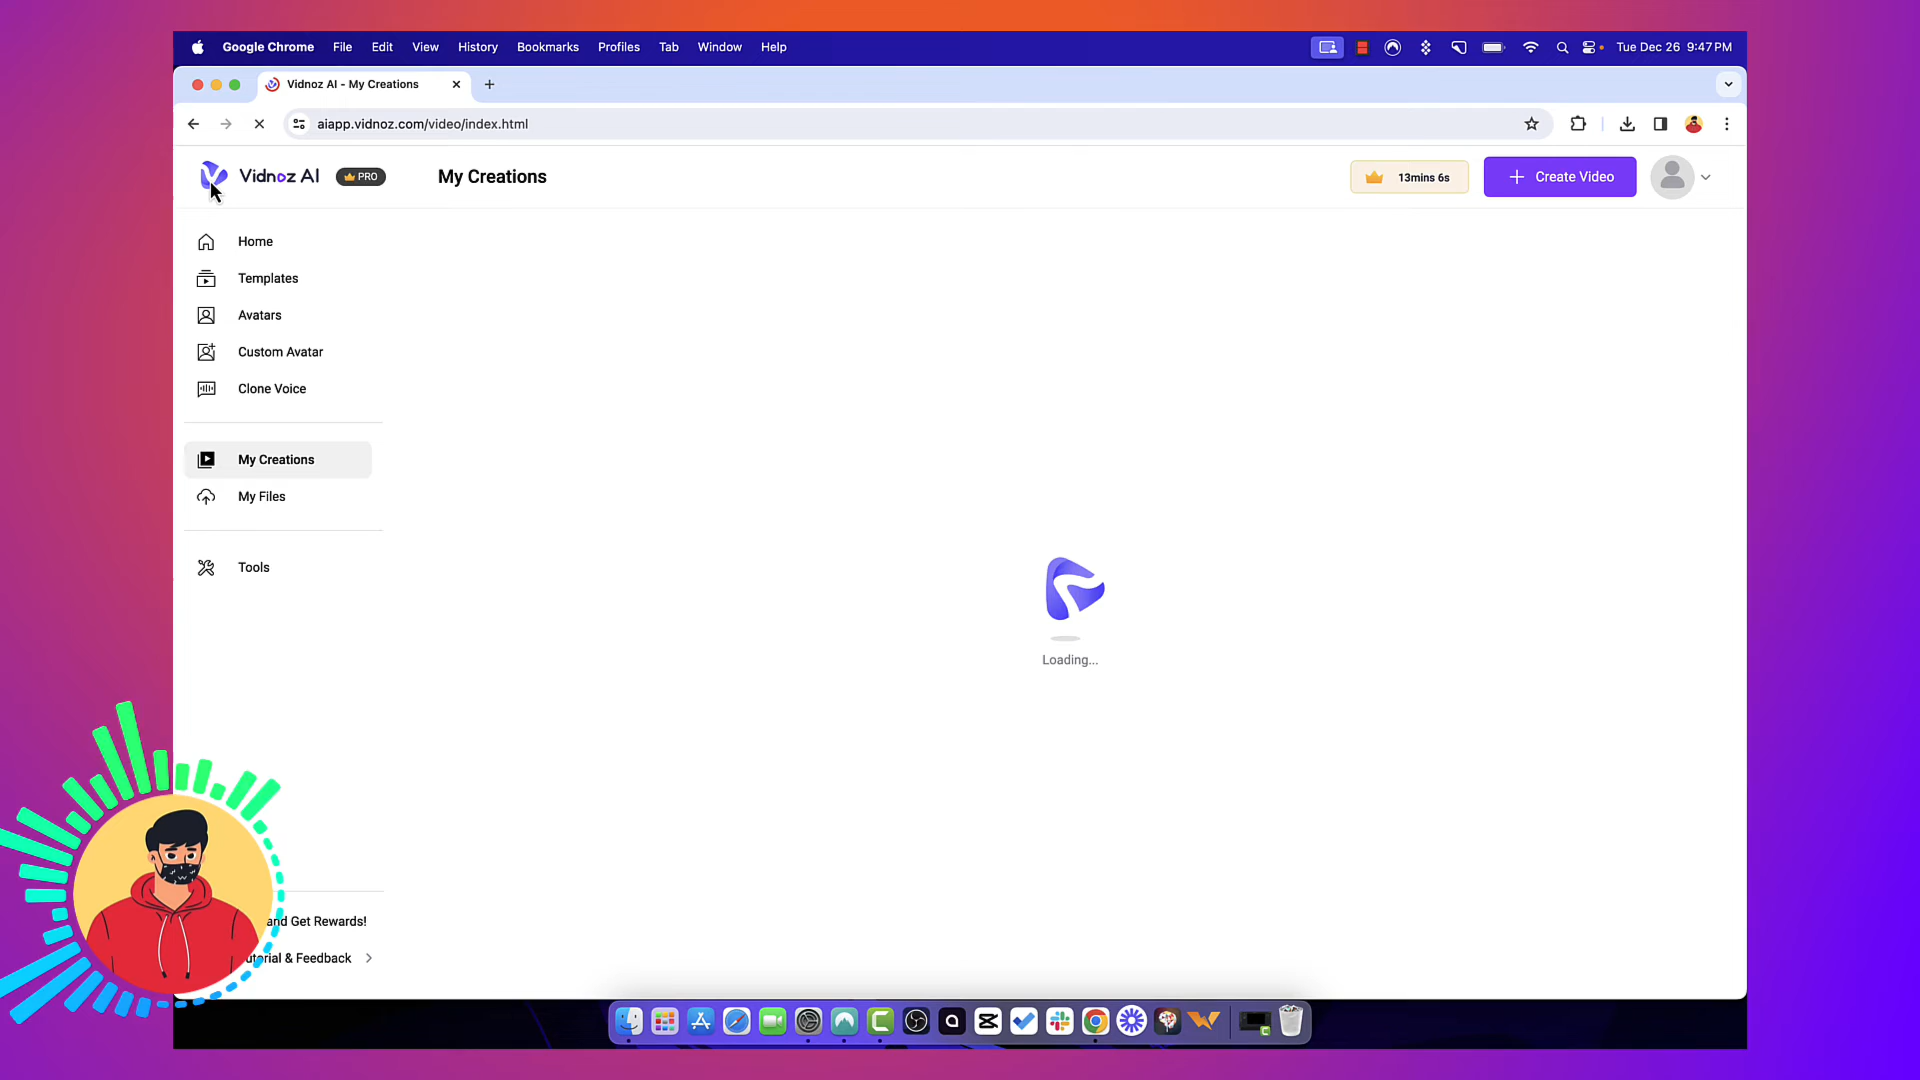 Google Chrome File Edit View History Bookmarks Profiles Tab Window Help Tue Dec 26 9:47 PM
Vidnoz AI - My Creations
aiapp.vidnoz.com/video/index.html
Vidnoz AI PRO My Creations 13mins 6s Create Video
Home
Templates
Avatars
Custom Avatar
Clone Voice
My Creations
My Files
Tools
Loading...
and Get Rewards!
utorial & Feedback